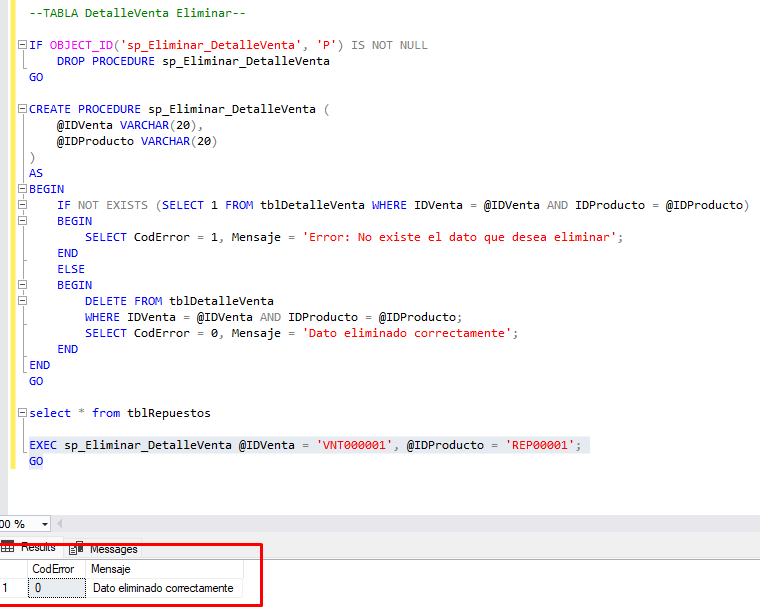 --TABLA DetalleVenta Eliminar--
IF OBJECT_ID('sp_Eliminar_DetalleVenta', 'P') IS NOT NULL
DROP PROCEDURE sp_Eliminar_DetalleVenta
GO
CREATE PROCEDURE sp_Eliminar_DetalleVenta (
@IDVenta VARCHAR(20),
@IDProducto VARCHAR(20)
)
AS
BEGIN
IF NOT EXISTS (SELECT 1 FROM tblDetalleVenta WHERE IDVenta = @IDVenta AND IDProducto = @IDProducto)
BEGIN
SELECT CodError = 1, Mensaje = 'Error: No existe el dato que desea eliminar';
END
ELSE
BEGIN
DELETE FROM tblDetalleVenta
WHERE IDVenta = @IDVenta AND IDProducto = @IDProducto;
SELECT CodError = 0, Mensaje = 'Dato eliminado correctamente';
END
END
GO
select * from tblRepuestos
EXEC sp_Eliminar_DetalleVenta @IDVenta = 'VNT000001', @IDProducto = 'REP00001';
GO
00 %
Results Messages
CodError Mensaje
1 0 Dato eliminado correctamente